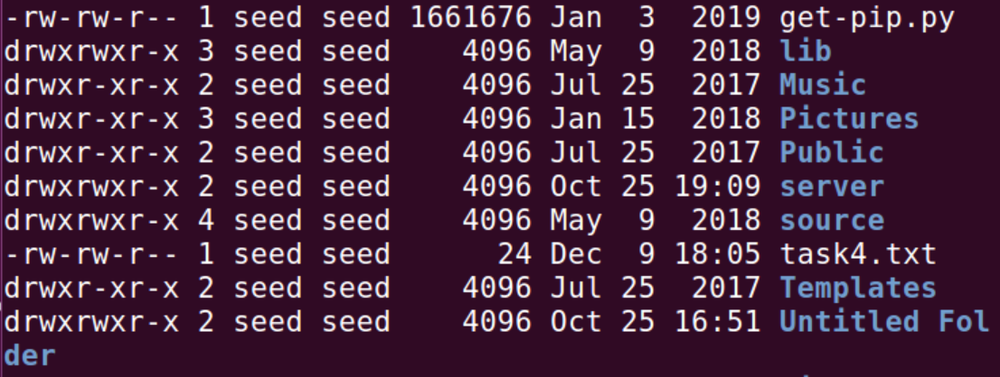 -rw-rw-r-- 1 seed seed 1661676 Jan  3  2019 get-pip.py
drwxrwxr-x 3 seed seed    4096 May  9  2018 lib
drwxr-xr-x 2 seed seed    4096 Jul 25  2017 Music
drwxr-xr-x 3 seed seed    4096 Jan 15  2018 Pictures
drwxr-xr-x 2 seed seed    4096 Jul 25  2017 Public
drwxrwxr-x 2 seed seed    4096 Oct 25 19:09 server
drwxrwxr-x 4 seed seed    4096 May  9  2018 source
-rw-rw-r-- 1 seed seed      24 Dec  9 18:05 task4.txt
drwxr-xr-x 2 seed seed    4096 Jul 25  2017 Templates
drwxrwxr-x 2 seed seed    4096 Oct 25 16:51 Untitled Fol
der